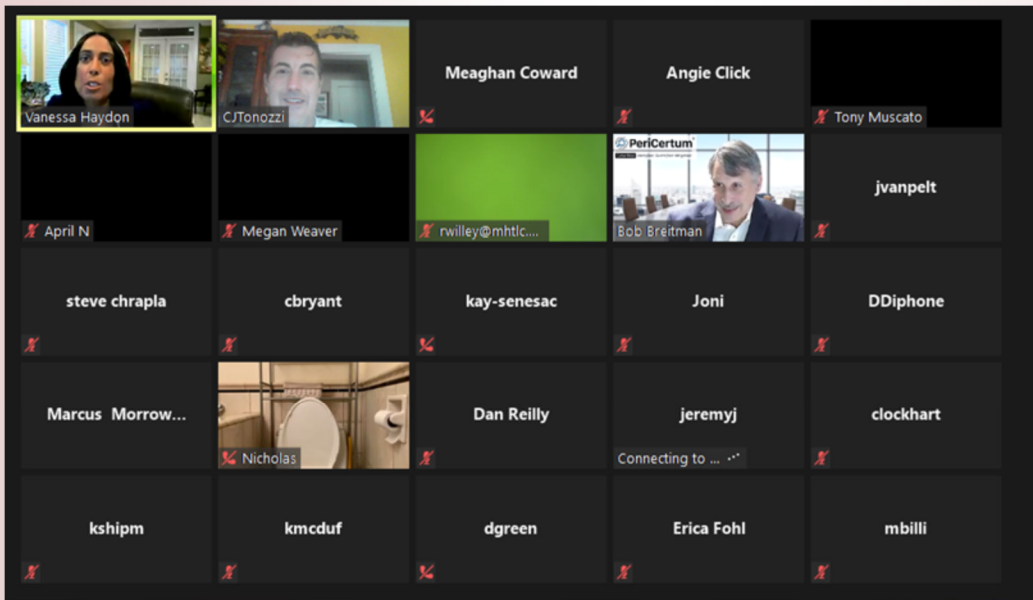 Vanessa Haydon
CJTonozzi
Meaghan Coward
Angie Click
Tony Muscato
April N
Megan Weaver
rwilley@mhtlc....
PeriCertum
Bob Breitman
jvanpelt
steve chrapla
cbryant
kay-senesac
Joni
DDiphone
Marcus Morrow...
Nicholas
Dan Reilly
jeremyj
Connecting to ...
clockhart
kshipm
kmcduf
dgreen
Erica Fohl
mbilli